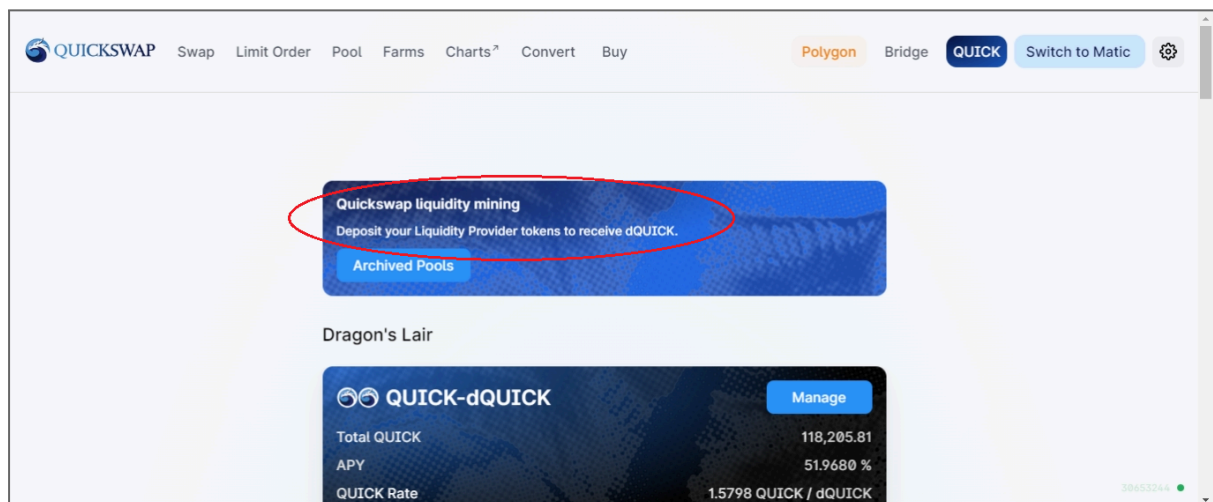 QUICKSWAP Swap Limit Order Pool Farms Charts↗ Convert Buy Polygon Bridge QUICK Switch to Matic
Quickswap liquidity mining
Deposit your Liquidity Provider tokens to receive dQUICK.
Archived Pools
Dragon's Lair
QUICK-dQUICK Manage
Total QUICK 118,205.81
APY 51.9680 %
QUICK Rate 1.5798 QUICK / dQUICK
30653244